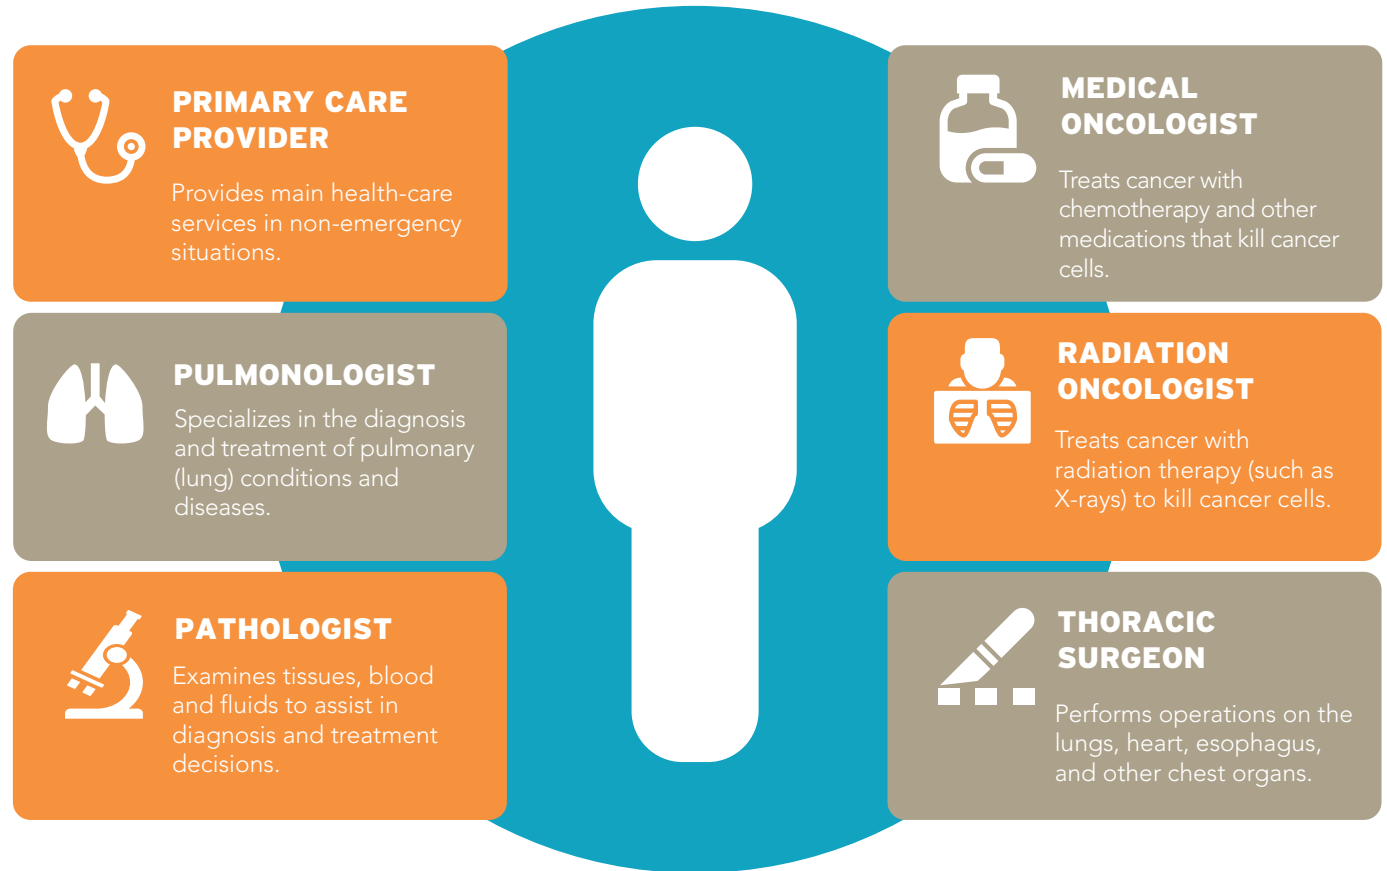 PRIMARY CARE
PROVIDER
Provides main health-care
services in non-emergency
situations.
PULMONOLOGIST
Specializes in the diagnosis
and treatment of pulmonary
(lung) conditions and
diseases.
PATHOLOGIST
Examines tissues, blood
and fluids to assist in
diagnosis and treatment
decisions.
MEDICAL
ONCOLOGIST
Treats cancer with
chemotherapy and other
medications that kill cancer
cells.
RADIATION
ONCOLOGIST
Treats cancer with
radiation therapy (such as
X-rays) to kill cancer cells.
THORACIC
SURGEON
Performs operations on the
lungs, heart, esophagus,
and other chest organs.